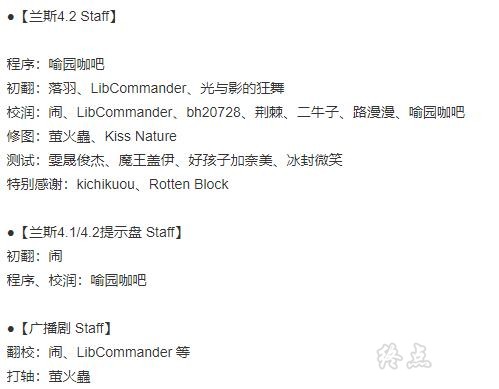 ●【兰斯4.2 Staff】
程序：喻园咖吧
初翻：落羽、LibCommander、光与影的狂舞
校润：闹、LibCommander、bh20728、荆棘、二牛子、路漫漫、喻园咖吧
修图：萤火蟲、Kiss Nature
测试：雯晟俊杰、魔王盖伊、好孩子加奈美、冰封微笑
特别感谢：kichikuou、Rotten Block
●【兰斯4.1/4.2提示盘 Staff】
初翻：闹
程序、校润：喻园咖吧
●【广播剧 Staff】
翻校：闹、LibCommander 等
打轴：萤火蟲
终点